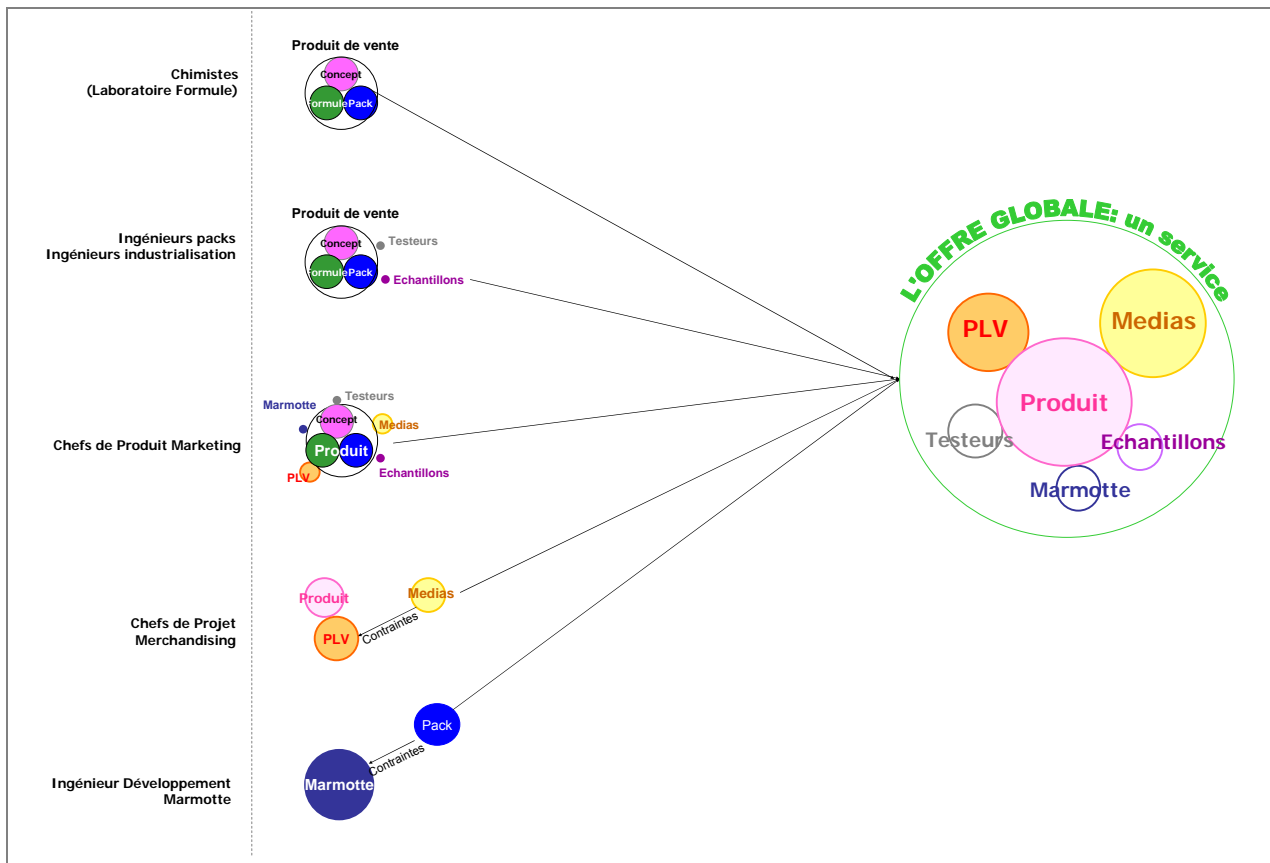 Produit de vente
Chimistes
(Laboratoire Formule)
Concept
Formule
Pack
Produit de vente
Ingénieurs packs
Ingénieurs industrialisation
Concept
Testeurs
Formule
Pack
Echantillons
L'OFFRE GLOBALE: un service
PLV
Medias
Produit
Testeurs
Echantillons
Marmotte
Testeurs
Marmotte
Concept
Medias
Chefs de Produit Marketing
Produit
Echantillons
PLV
Chefs de Projet
Merchandising
Produit
Medias
Contraintes
PLV
Pack
Contraintes
Ingénieur Développement
Marmotte
Marmotte